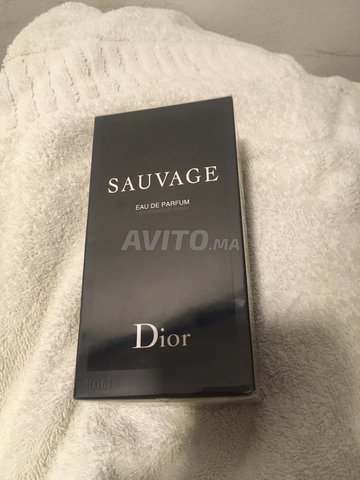 SAUVAGE
EAU DE PARFUM
AVITO.MA
Dior